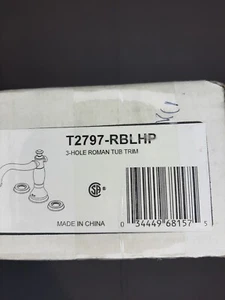 T2797-RBLHP
3-HOLE ROMAN TUB TRIM
MADE IN CHINA
0 34449 68157 5